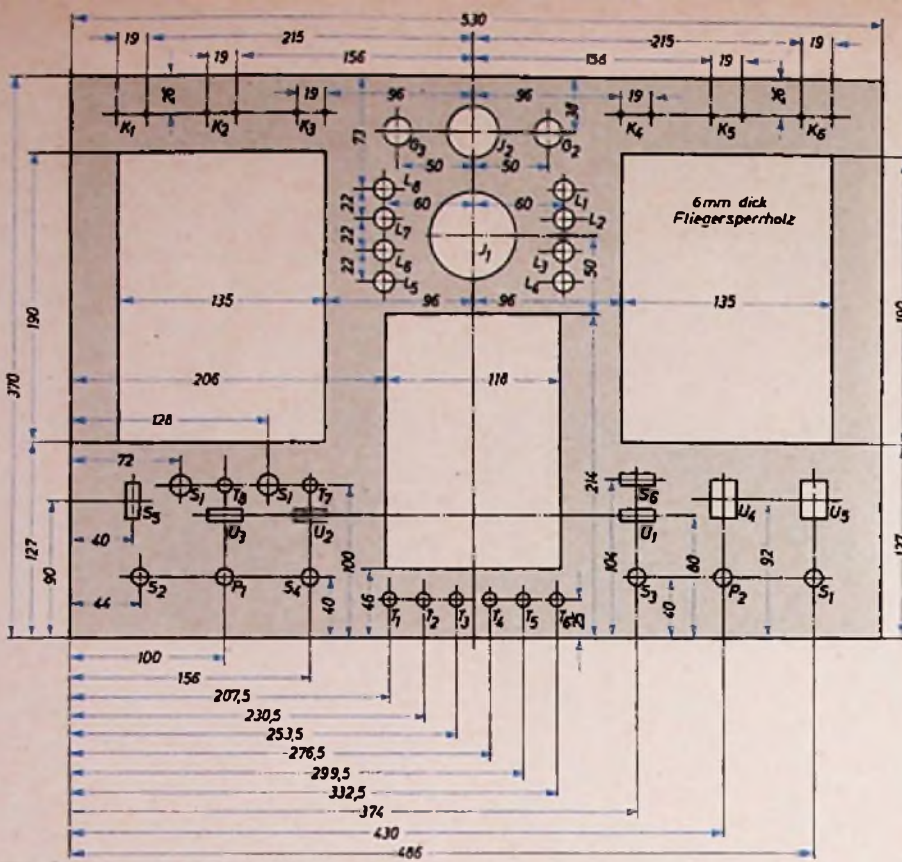 530
19 215 215 19
19 156 156 19
19 96 96 19
26 26
K1 K2 K3 K4 K5 K6
73 38
G3 J2 G2
50 50
L8 L1
60 60
22 L2
L7
22 L3
L6 J1
22 L4
L5
50
6mm dick
Fliegersperrholz
135 96 96 135
190 190
370
206 118
128
72
214
S1 T8 S1 T7
S5 U3 U2
S6 U4 U5
U1
40
127 127
90
100
104 80 92
S2 P1 S4
S3 P2 S1
44 40 46 40
T1 T2 T3 T4 T5 T6 25
100
156
207,5
230,5
253,5
276,5
299,5
332,5
374
430
486